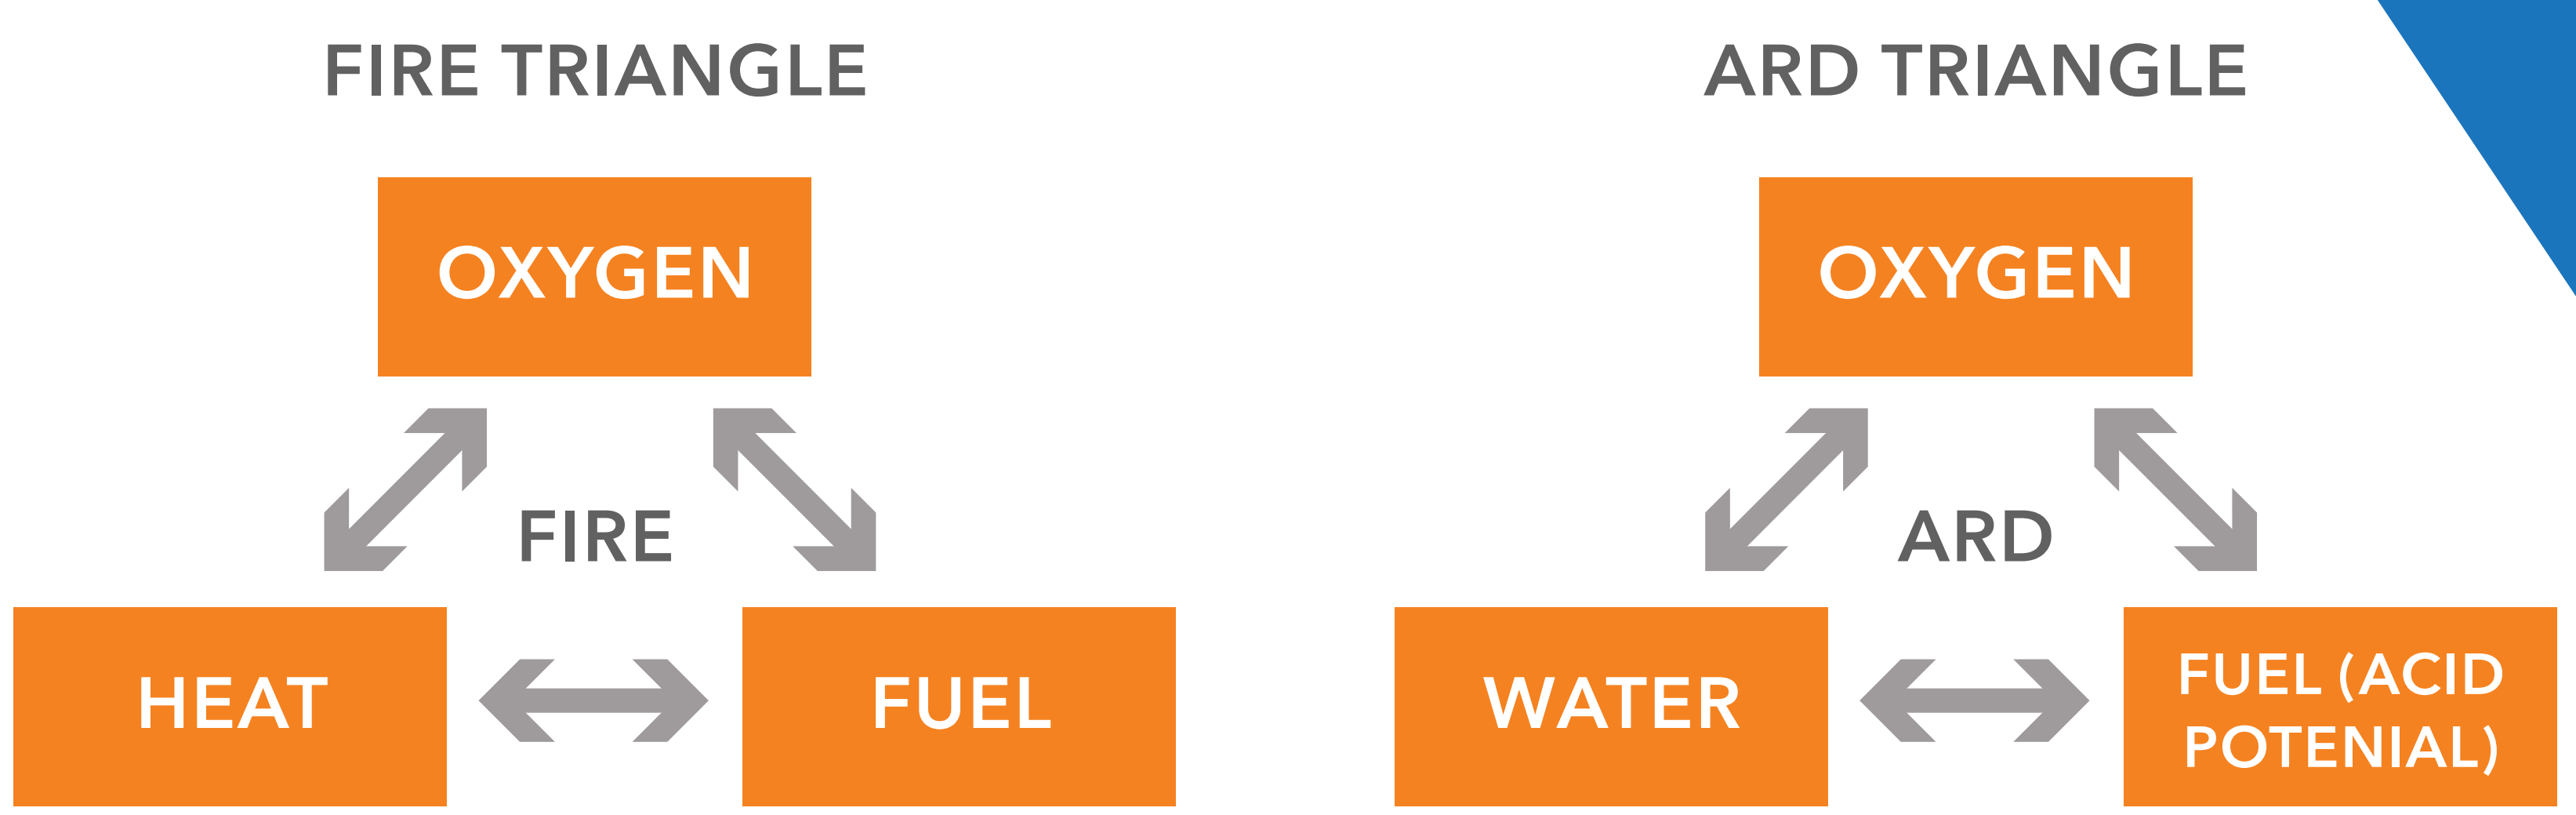 FIRE TRIANGLE
OXYGEN
FIRE
HEAT
FUEL
ARD TRIANGLE
OXYGEN
ARD
WATER
FUEL (ACID
POTENIAL)